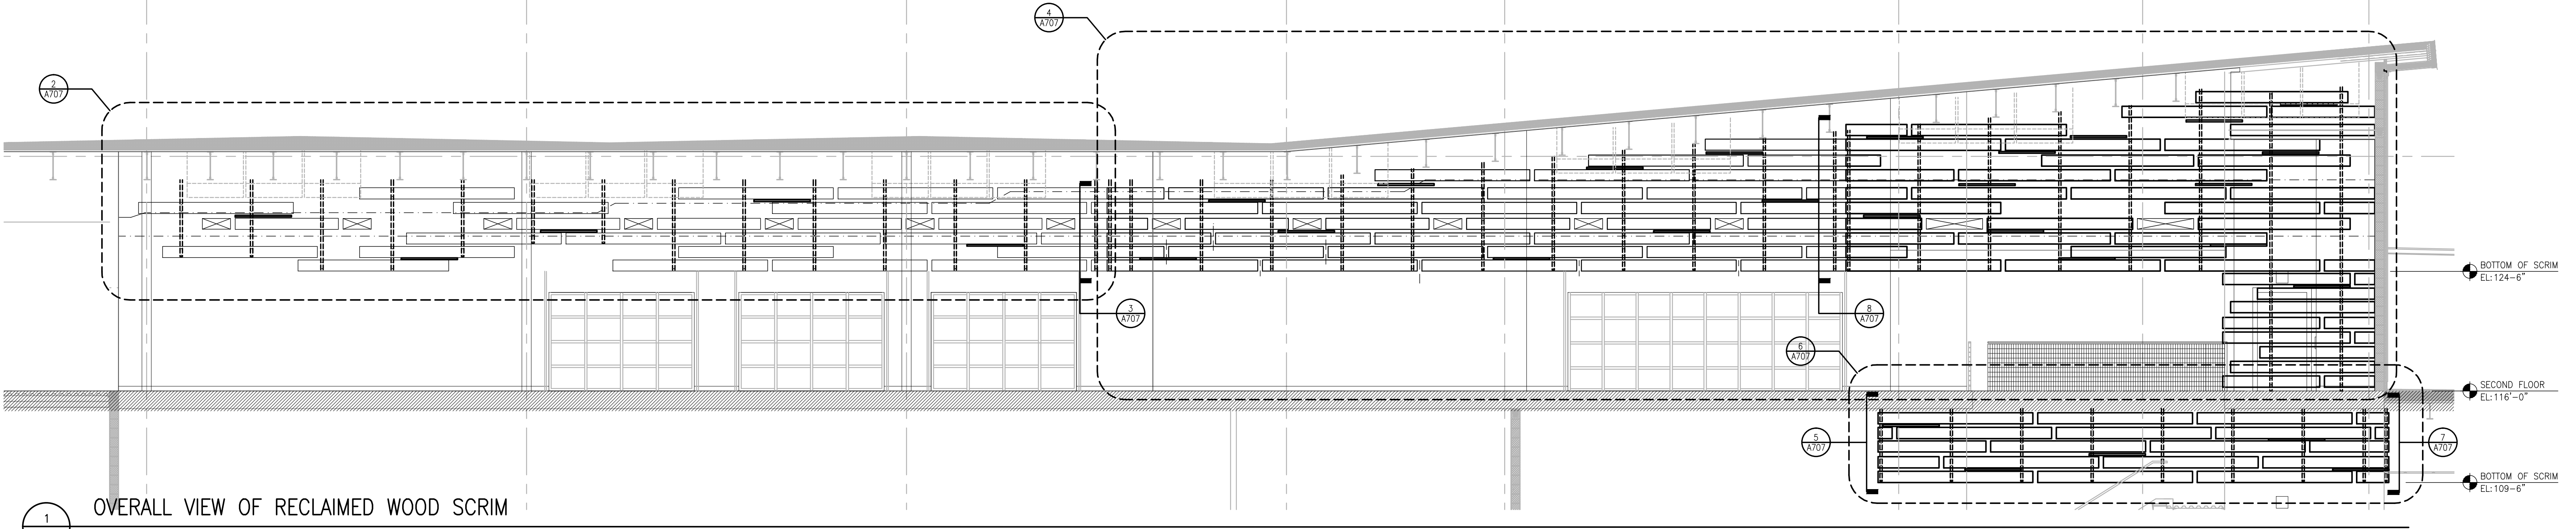 4
A707
2
A707
3
A707
8
A707
BOTTOM OF SCRIM
EL:124-6"
6
A707
SECOND FLOOR
EL:116'-0"
5
A707
7
A707
BOTTOM OF SCRIM
EL:109-6"
1
OVERALL VIEW OF RECLAIMED WOOD SCRIM